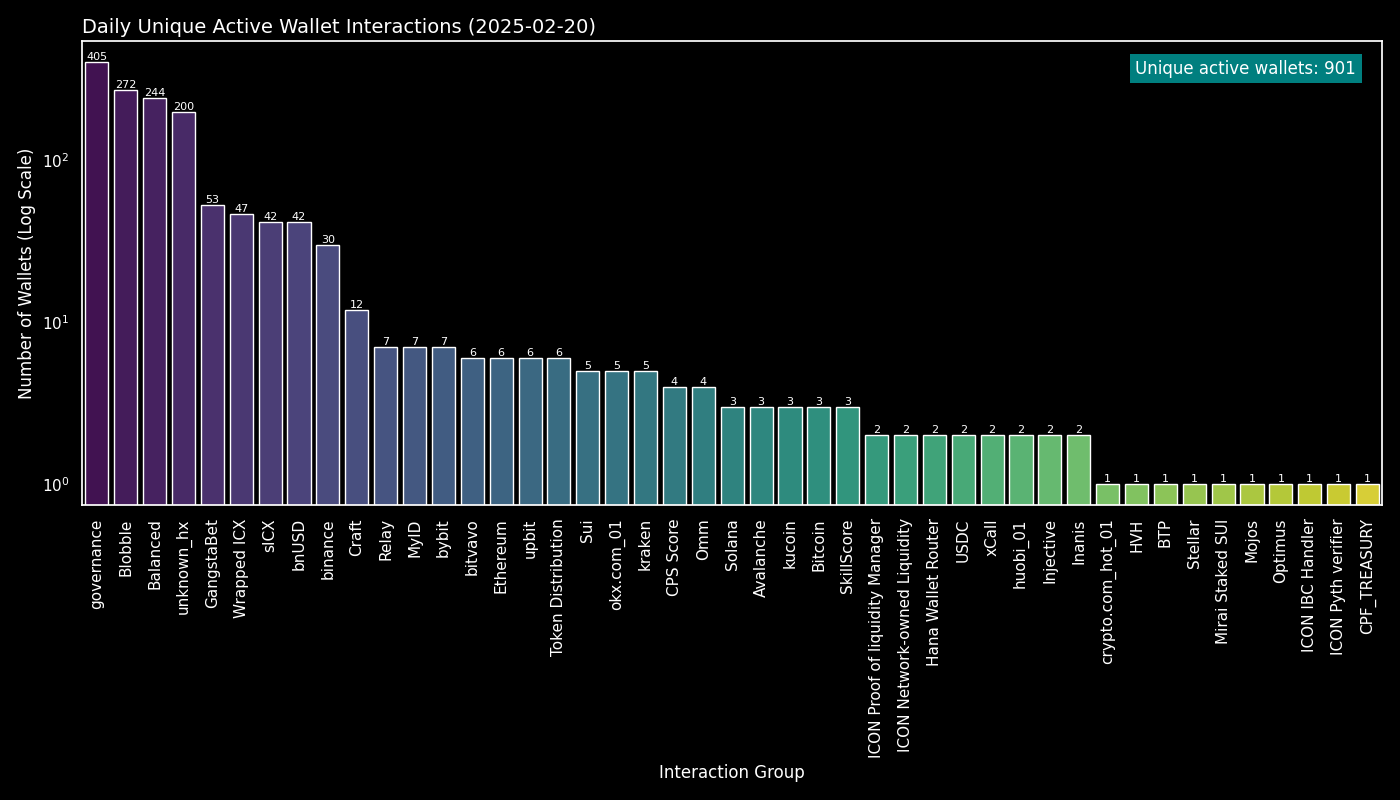 Daily Unique Active Wallet Interactions (2025-02-20)
Unique active wallets: 901
Number of Wallets (Log Scale)
10²
10¹
10⁰
405
272
244
200
53
47
42
42
30
12
7
7
7
6
6
6
6
5
5
5
4
4
3
3
3
3
3
2
2
2
2
2
2
2
2
1
1
1
1
1
1
1
1
1
1
governance
Blobble
Balanced
unknown_hx
GangstaBet
Wrapped ICX
sICX
bnUSD
binance
Craft
Relay
MyID
bybit
bitvavo
Ethereum
upbit
Token Distribution
Sui
okx.com_01
kraken
CPS Score
Omm
Solana
Avalanche
kucoin
Bitcoin
SkillScore
ICON Proof of liquidity Manager
ICON Network-owned Liquidity
Hana Wallet Router
USDC
xCall
huobi_01
Injective
Inanis
crypto.com_hot_01
HVH
BTP
Stellar
Mirai Staked SUI
Mojos
Optimus
ICON IBC Handler
ICON Pyth verifier
CPF_TREASURY
Interaction Group